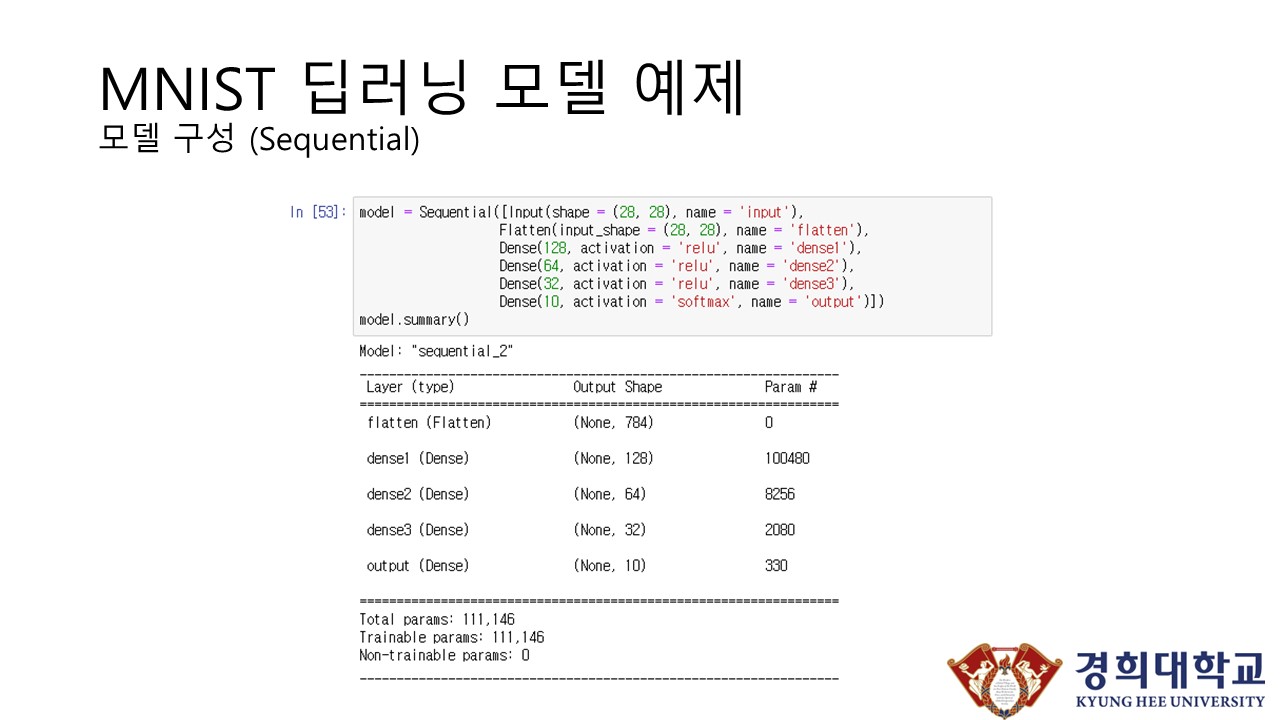 MNIST 딥러닝 모델 예제
모델 구성 (Sequential)
In [53]: model = Sequential([Input(shape = (28, 28), name = 'input'),
Flatten(input_shape = (28, 28), name = 'flatten'),
Dense(128, activation = 'relu', name = 'dense1'),
Dense(64, activation = 'relu', name = 'dense2'),
Dense(32, activation = 'relu', name = 'dense3'),
Dense(10, activation = 'softmax', name = 'output')])
model.summary()
Model: "sequential_2"
_________________________________________________________________
Layer (type) Output Shape Param #
=================================================================
flatten (Flatten) (None, 784) 0
dense1 (Dense) (None, 128) 100480
dense2 (Dense) (None, 64) 8256
dense3 (Dense) (None, 32) 2080
output (Dense) (None, 10) 330
=================================================================
Total params: 111,146
Trainable params: 111,146
Non-trainable params: 0
_________________________________________________________________
경희대학교
KYUNG HEE UNIVERSITY